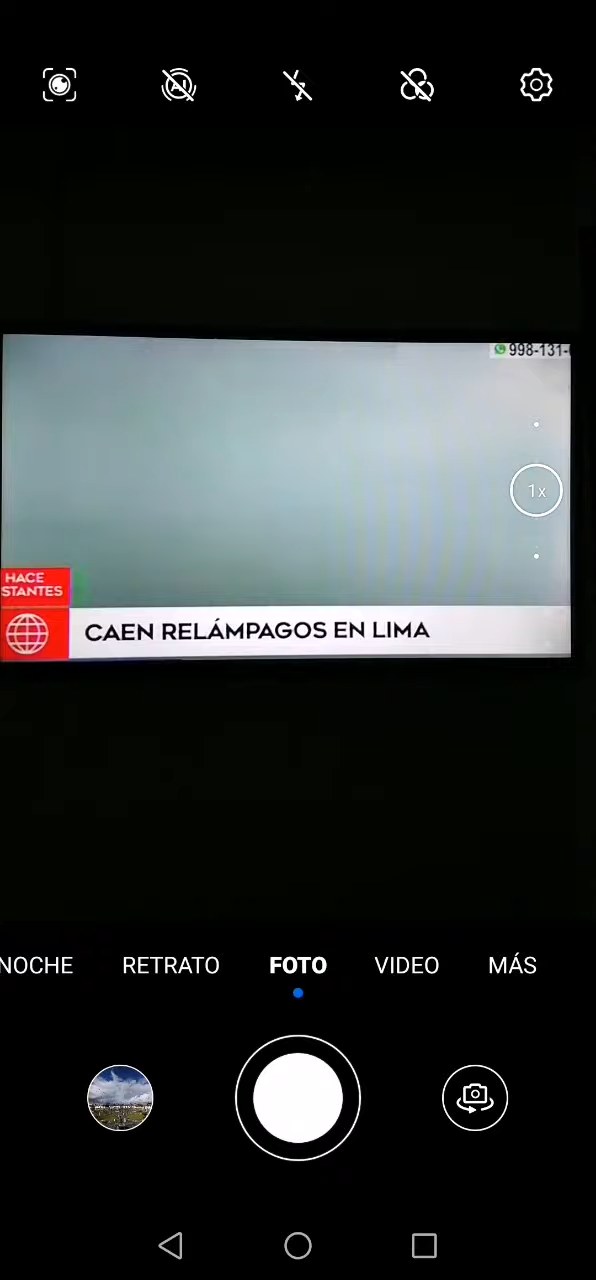 998-131-
1x
HACE
STANTES
CAEN RELÁMPAGOS EN LIMA
NOCHE RETRATO FOTO VIDEO MÁS